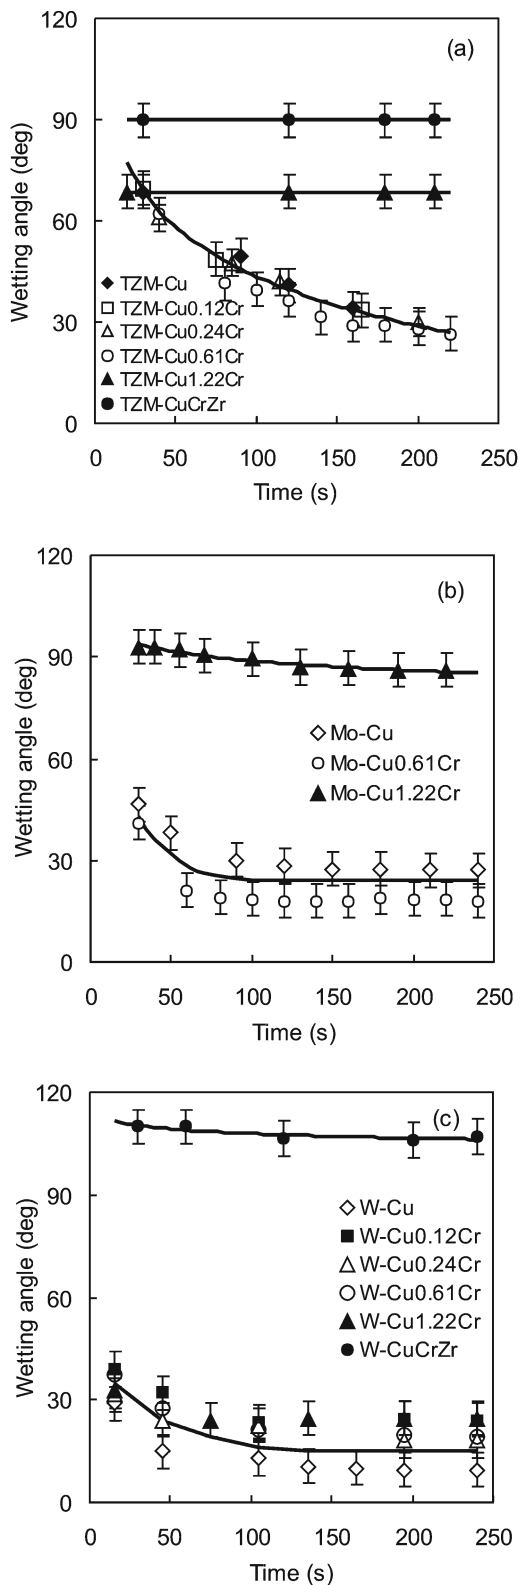 120
(a)
90
60
30
0
Wetting angle (deg)
TZM-Cu
TZM-Cu0.12Cr
TZM-Cu0.24Cr
TZM-Cu0.61Cr
TZM-Cu1.22Cr
TZM-CuCrZr
0 50 100 150 200 250
Time (s)
120
(b)
90
60
30
0
Wetting angle (deg)
Mo-Cu
Mo-Cu0.61Cr
Mo-Cu1.22Cr
0 50 100 150 200 250
Time (s)
120
(c)
90
60
30
0
Wetting angle (deg)
W-Cu
W-Cu0.12Cr
W-Cu0.24Cr
W-Cu0.61Cr
W-Cu1.22Cr
W-CuCrZr
0 50 100 150 200 250
Time (s)